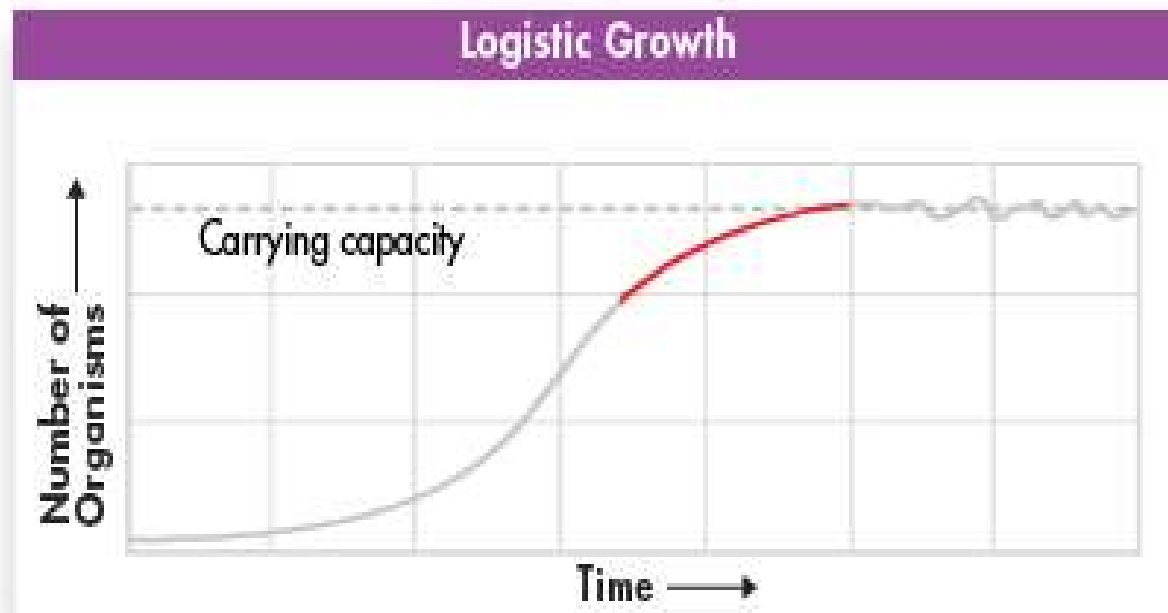 Logistic Growth
Carrying capacity
Number of
Organisms
Time